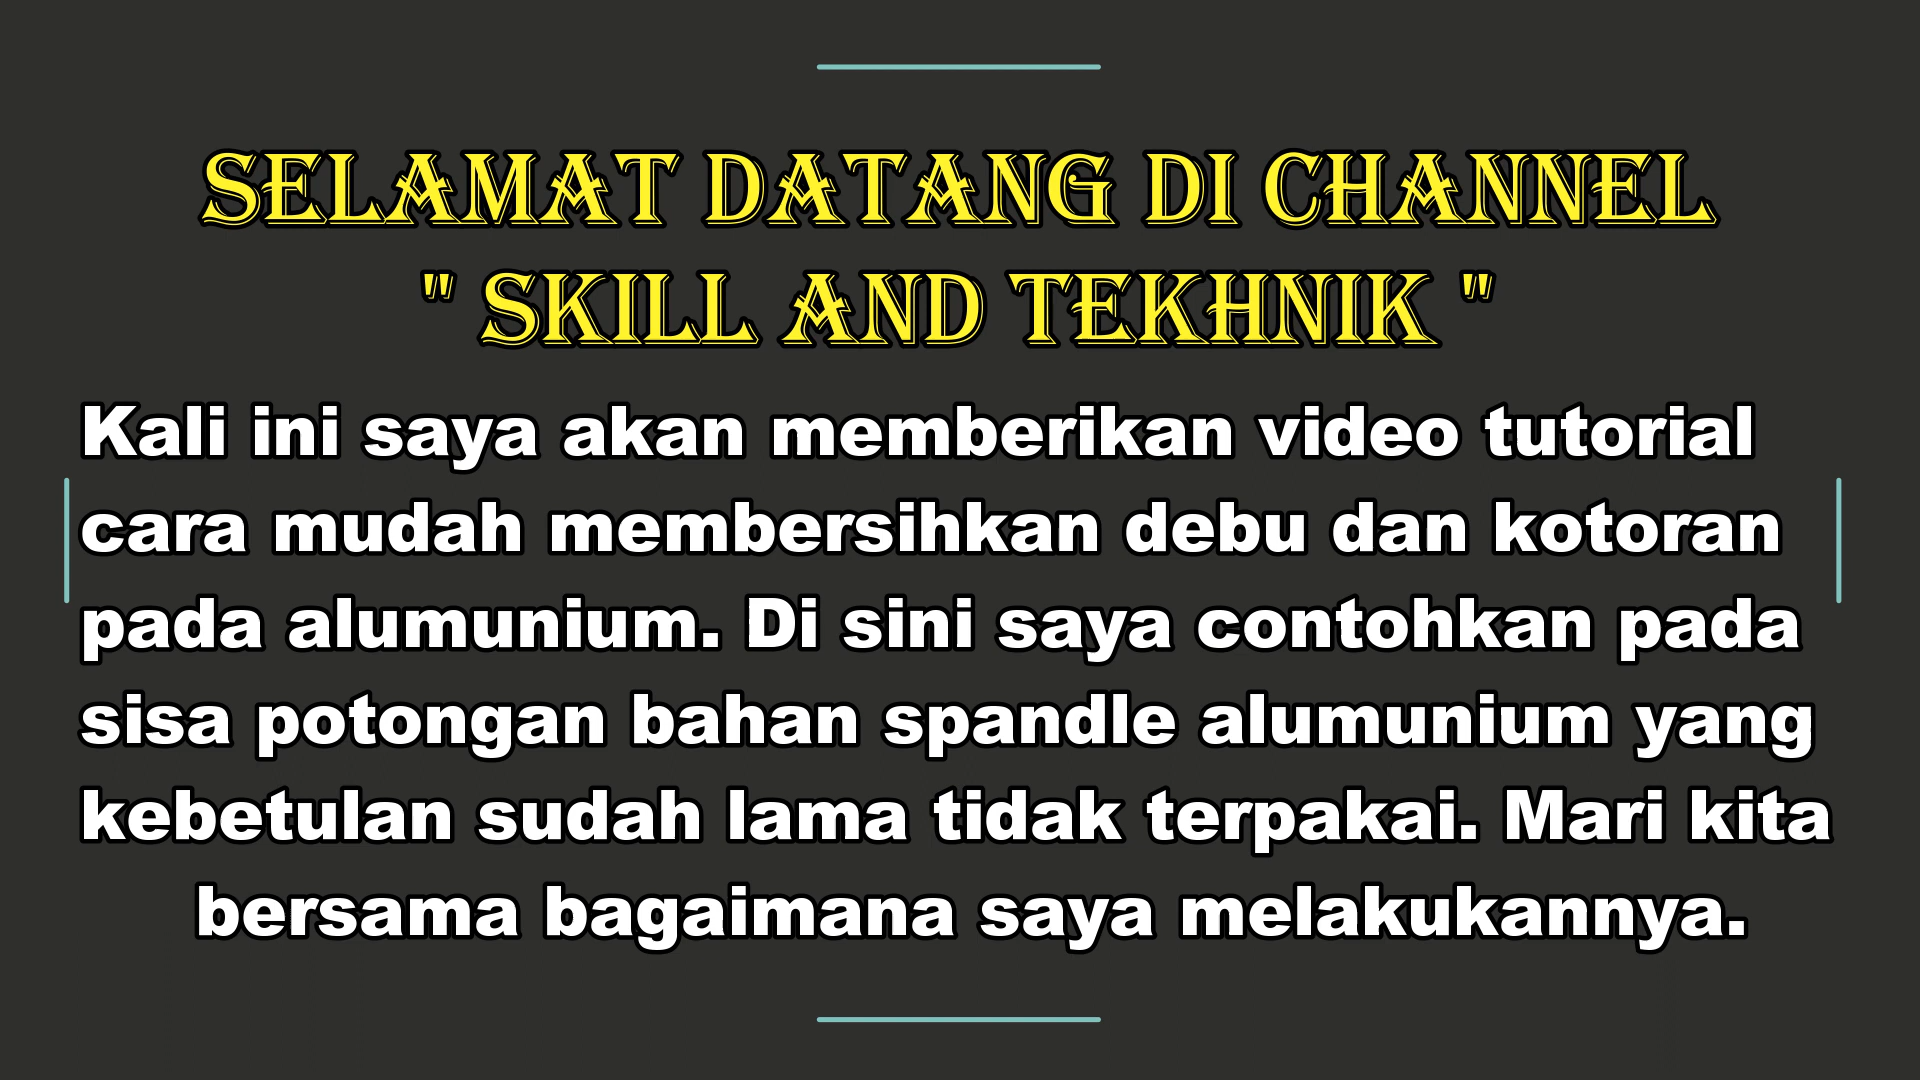 SELAMAT DATANG DI CHANNEL
" SKILL AND TEKHNIK "
Kali ini saya akan memberikan video tutorial
cara mudah membersihkan debu dan kotoran
pada alumunium. Di sini saya contohkan pada
sisa potongan bahan spandle alumunium yang
kebetulan sudah lama tidak terpakai. Mari kita
bersama bagaimana saya melakukannya.